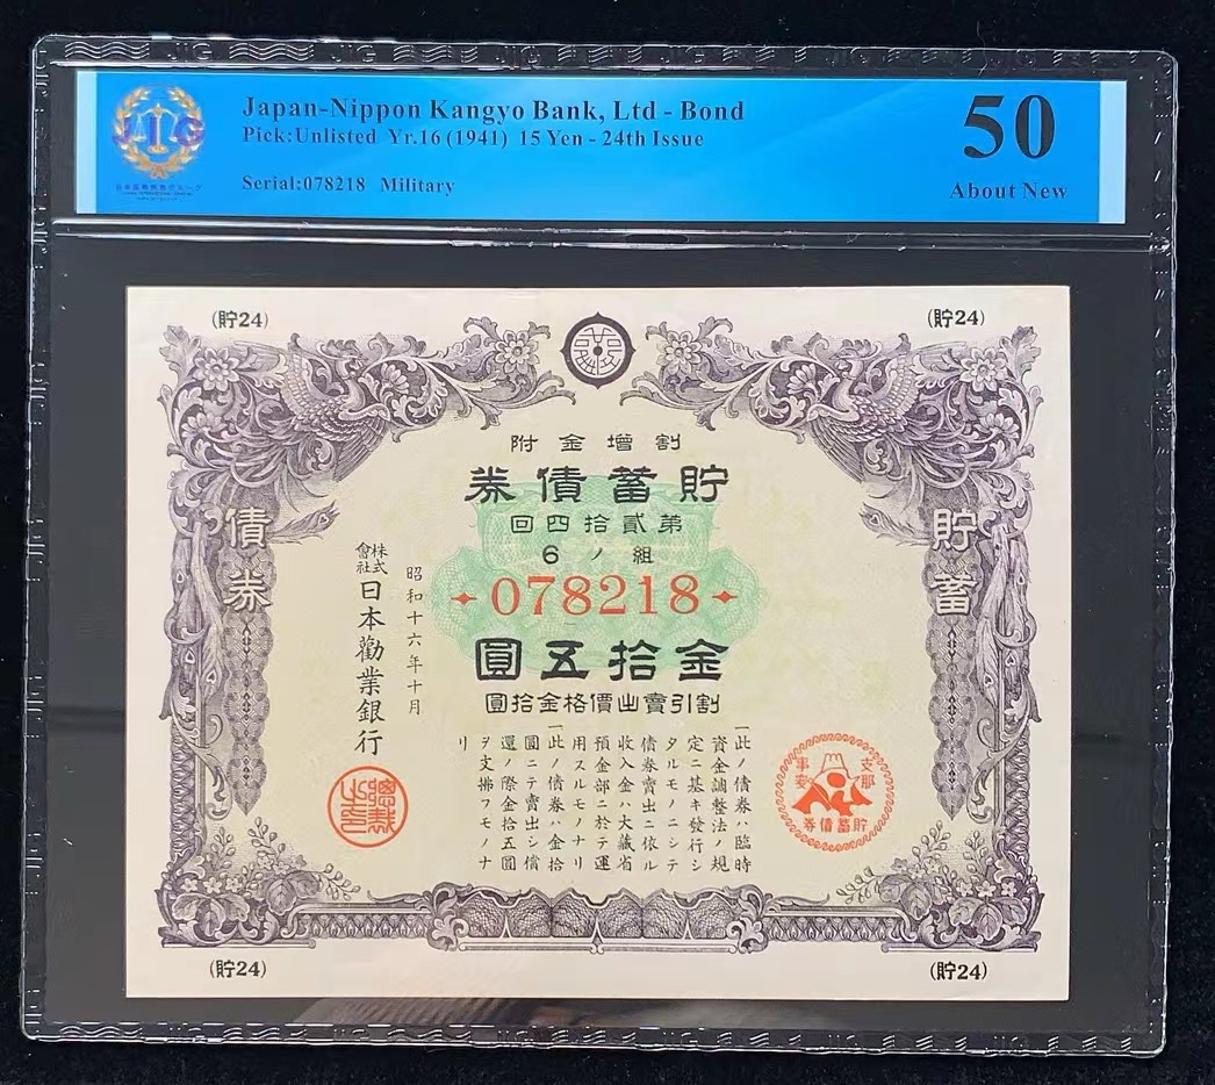 JIG
Japan-Nippon Kangyo Bank, Ltd - Bond
Pick:Unlisted Yr.16 (1941) 15 Yen - 24th Issue
Serial:078218 Military
50
About New
(貯24)
(貯24)
割増金附
貯蓄債券
第貳拾四回
6ノ組
078218
金拾五圓
割引賣出價格金拾圓
貯蓄
債券
一此ノ債券ハ臨時
資金調整法ノ規
定ニ基キ發行シ
タルモノニシテ
債券賣出ニ依ル
收入金ハ大藏省
預金部ニ於テ運
用スルモノナリ
一此ノ債券ハ金拾
圓ニテ賣出シ償
還ノ際金拾五圓
ヲ支拂フモノナ
リ
昭和十六年十月
株式會社日本勸業銀行
總裁之印
支那事變
貯蓄債券
(貯24)
(貯24)